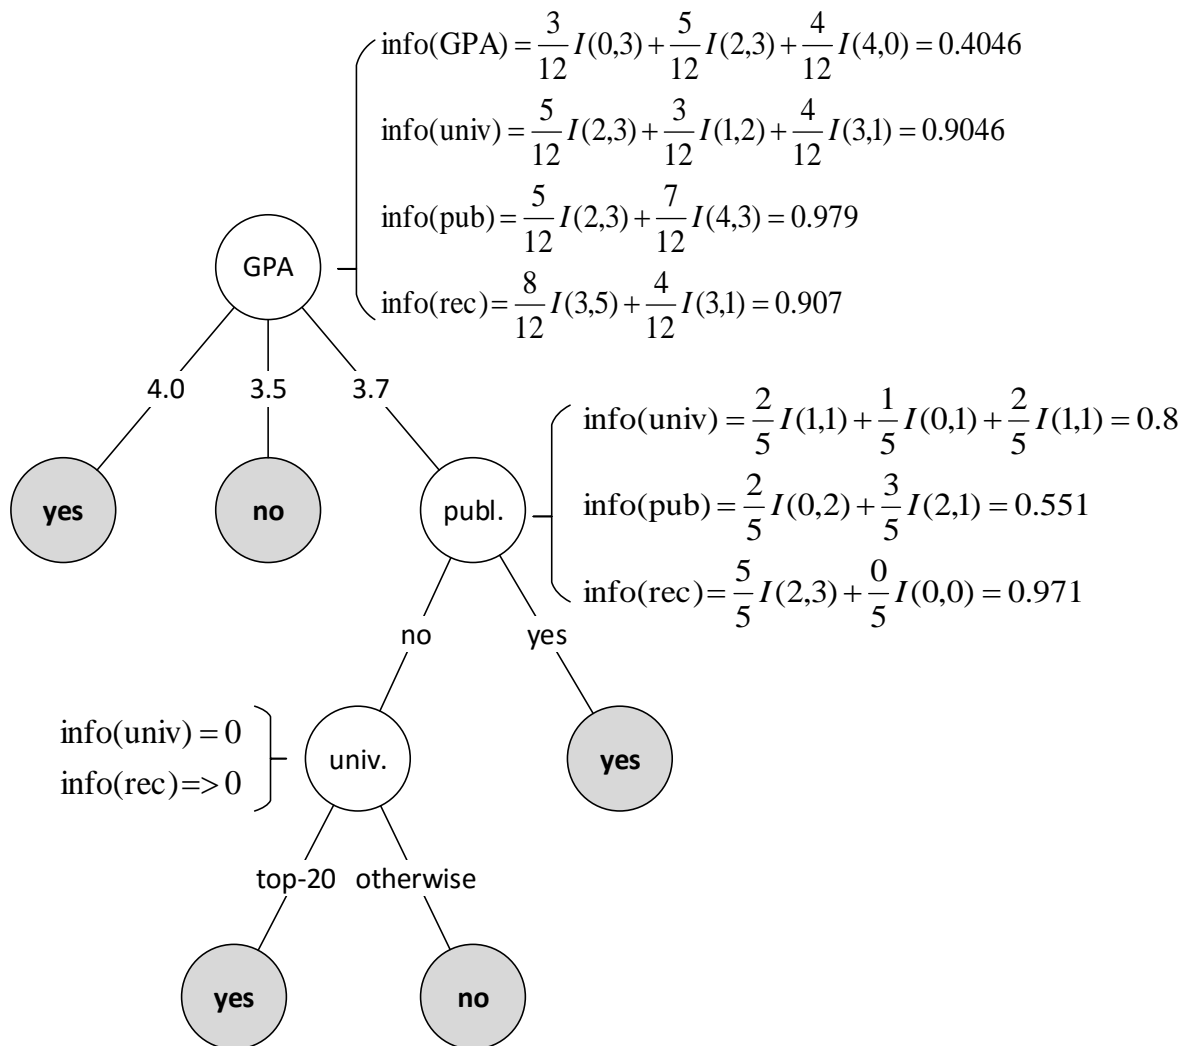 info(GPA) = 3/12 I(0,3) + 5/12 I(2,3) + 4/12 I(4,0) = 0.4046
info(univ) = 5/12 I(2,3) + 3/12 I(1,2) + 4/12 I(3,1) = 0.9046
info(pub) = 5/12 I(2,3) + 7/12 I(4,3) = 0.979
GPA
info(rec) = 8/12 I(3,5) + 4/12 I(3,1) = 0.907
4.0 3.5 3.7
info(univ) = 2/5 I(1,1) + 1/5 I(0,1) + 2/5 I(1,1) = 0.8
yes no publ.
info(pub) = 2/5 I(0,2) + 3/5 I(2,1) = 0.551
info(rec) = 5/5 I(2,3) + 0/5 I(0,0) = 0.971
no yes
info(univ) = 0
info(rec) => 0
univ. yes
top-20 otherwise
yes no